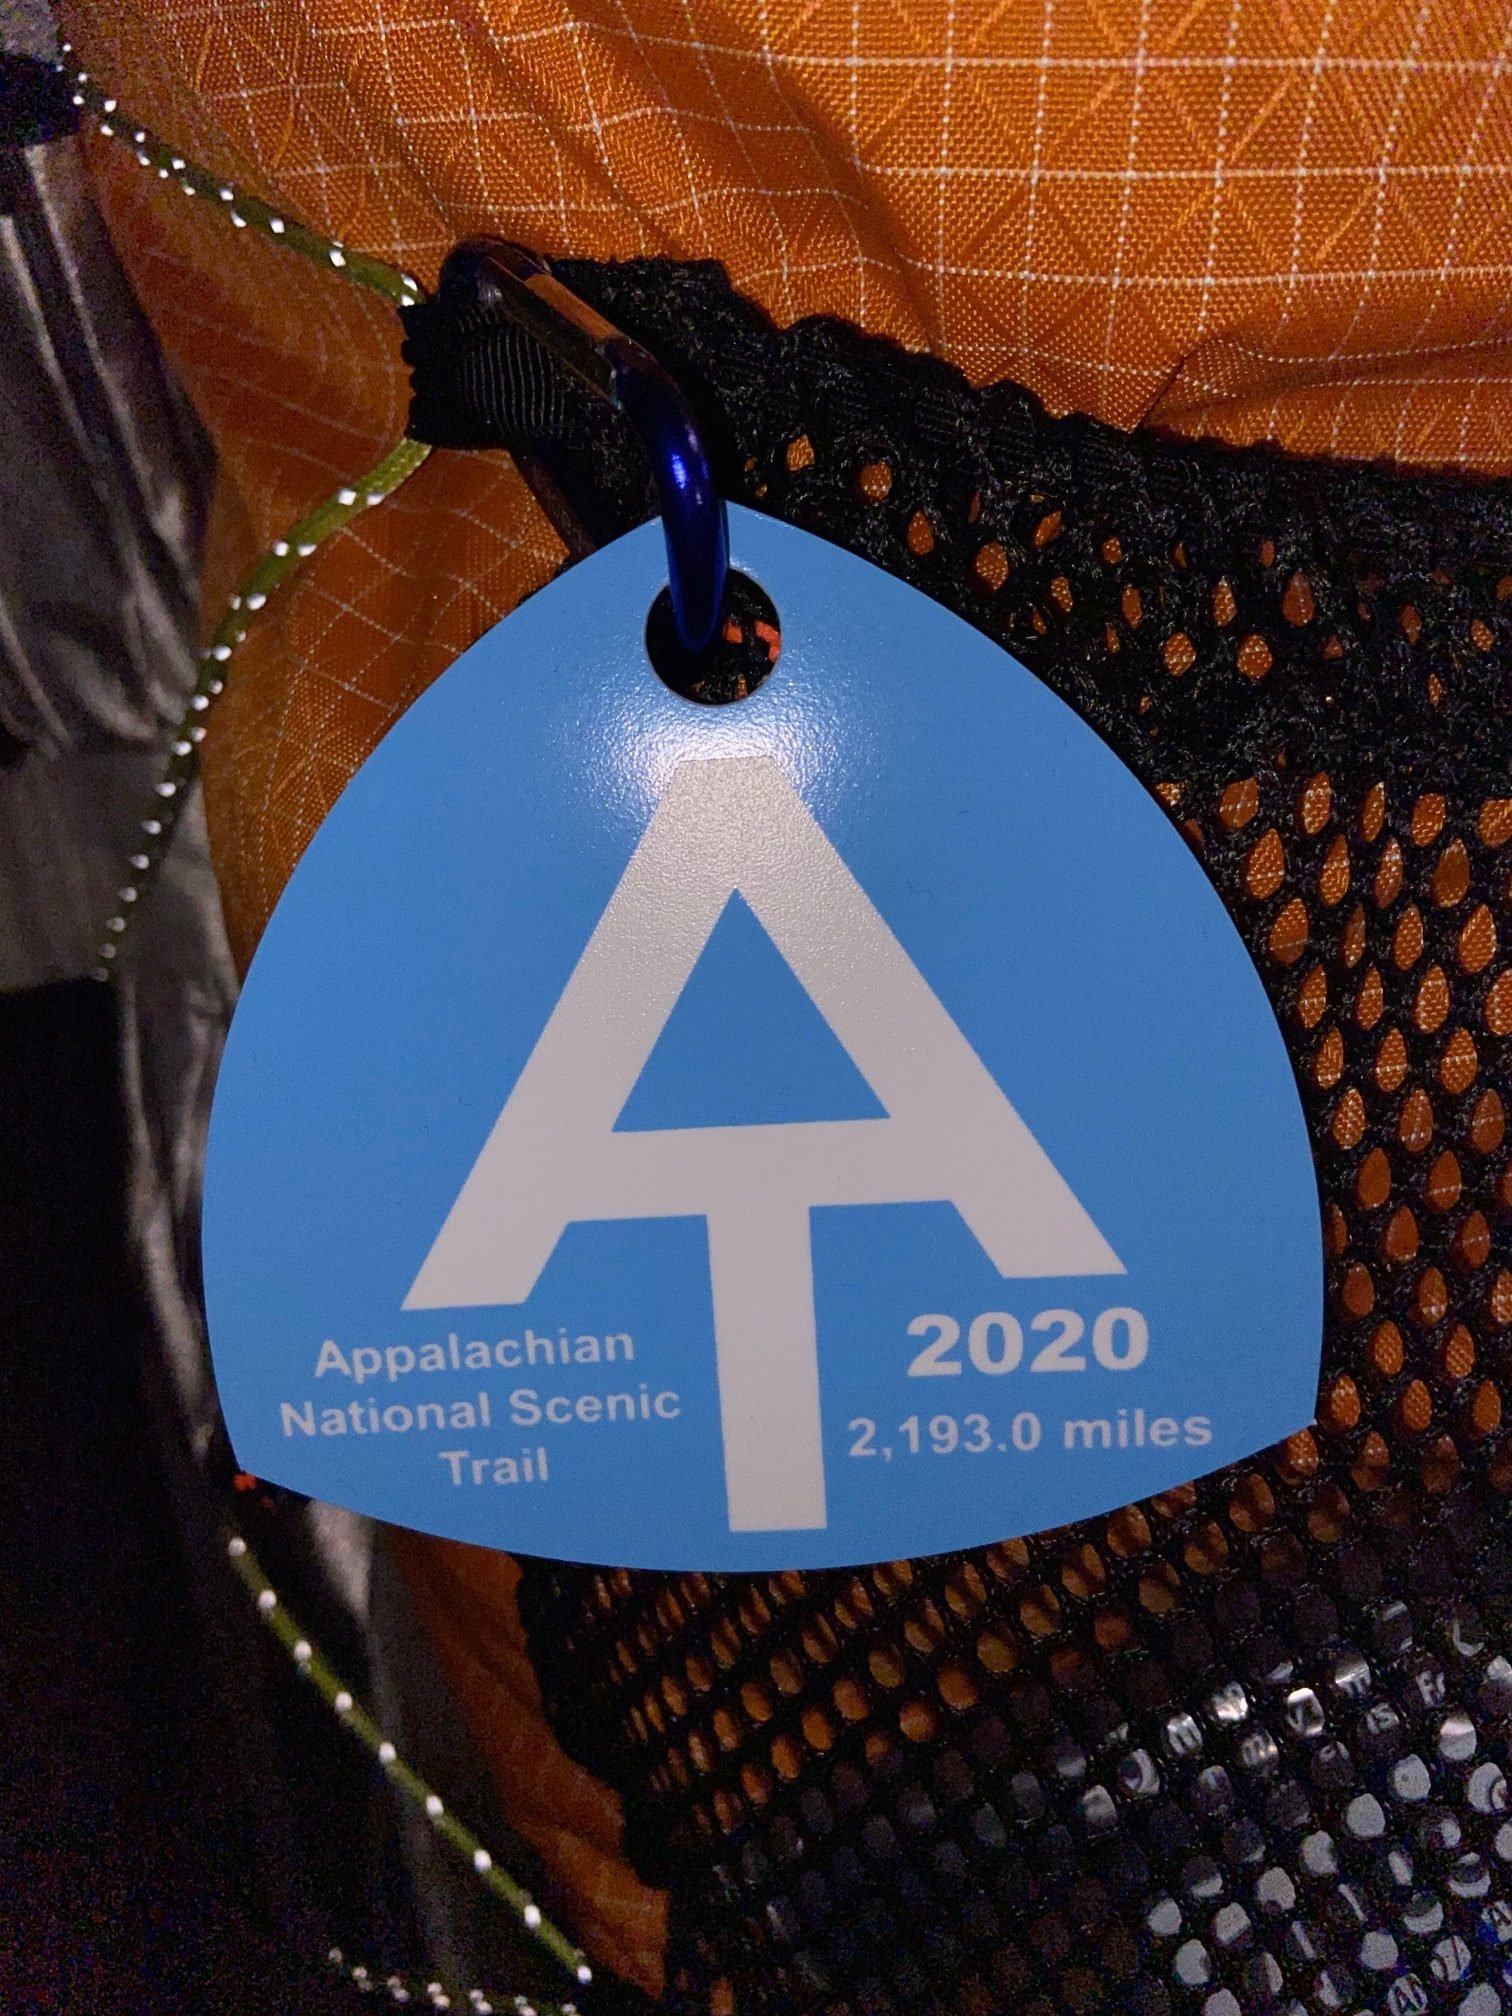 AT
Appalachian
National Scenic
Trail
2020
2,193.0 miles